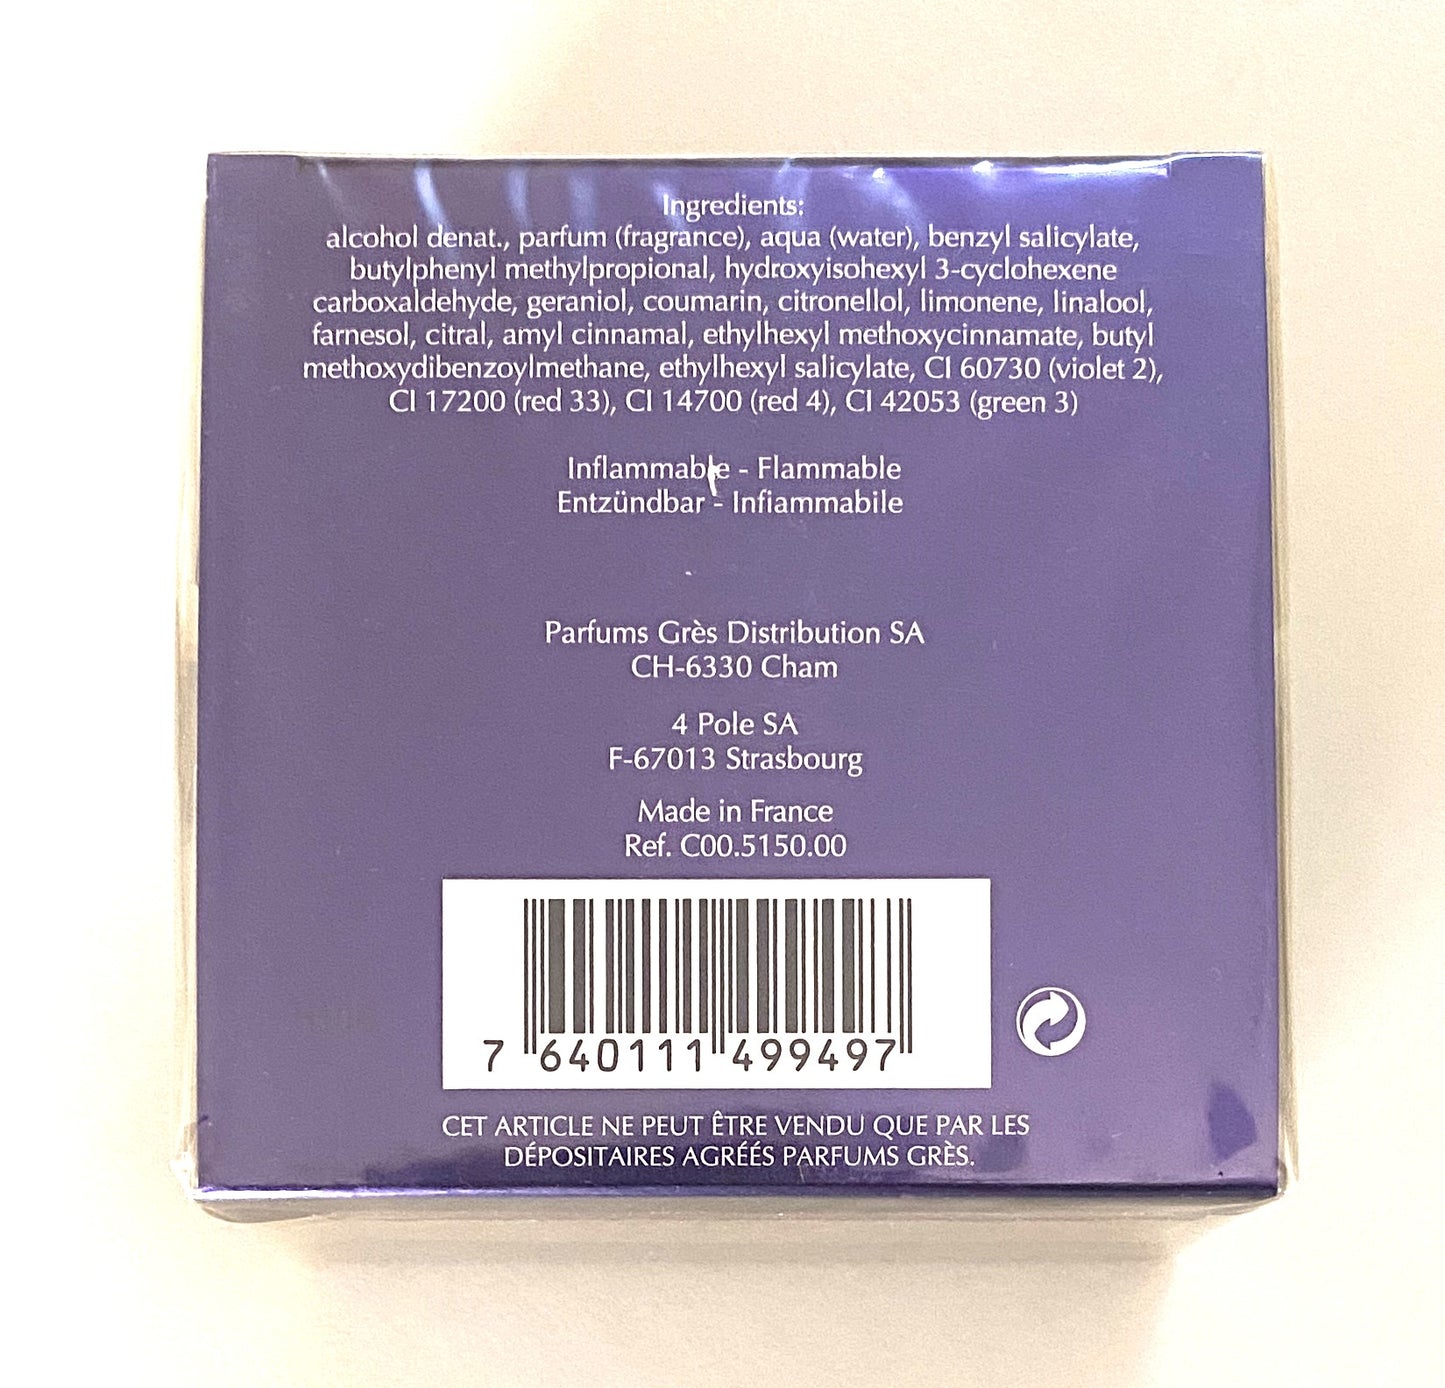 Ingredients:
alcohol denat., parfum (fragrance), aqua (water), benzyl salicylate,
butylphenyl methylpropional, hydroxyisohexyl 3-cyclohexene
carboxaldehyde, geraniol, coumarin, citronellol, limonene, linalool,
farnesol, citral, amyl cinnamal, ethylhexyl methoxycinnamate, butyl
methoxydibenzoylmethane, ethylhexyl salicylate, CI 60730 (violet 2),
CI 17200 (red 33), CI 14700 (red 4), CI 42053 (green 3)
Inflammable - Flammable
Entzündbar - Infiammabile
Parfums Grès Distribution SA
CH-6330 Cham
4 Pole SA
F-67013 Strasbourg
Made in France
Ref. C00.5150.00
7 640111 499497
CET ARTICLE NE PEUT ÊTRE VENDU QUE PAR LES
DÉPOSITAIRES AGRÉÉS PARFUMS GRÈS.